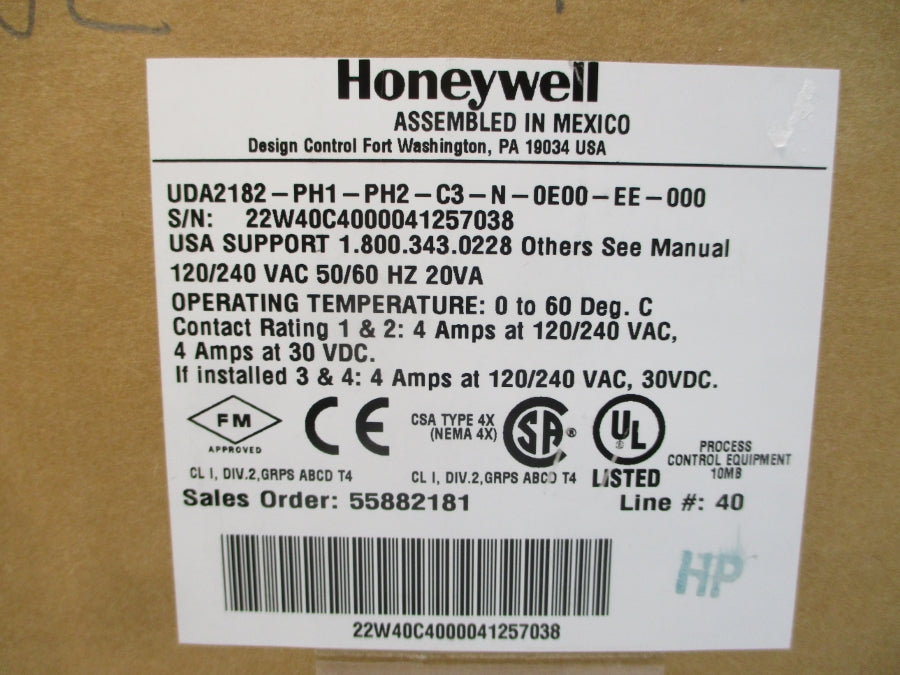 Honeywell
ASSEMBLED IN MEXICO
Design Control Fort Washington, PA 19034 USA
UDA2182-PH1-PH2-C3-N-0E00-EE-000
S/N: 22W40C4000041257038
USA SUPPORT 1.800.343.0228 Others See Manual
120/240 VAC 50/60 HZ 20VA
OPERATING TEMPERATURE: 0 to 60 Deg. C
Contact Rating 1 & 2: 4 Amps at 120/240 VAC,
4 Amps at 30 VDC.
If installed 3 & 4: 4 Amps at 120/240 VAC, 30VDC.
FM
APPROVED
CL I, DIV.2,GRPS ABCD T4
CE
CSA TYPE 4X
(NEMA 4X)
SA®
CL I, DIV.2,GRPS ABCD T4
UL
®
LISTED
PROCESS
CONTROL EQUIPMENT
10MB
Sales Order: 55882181 Line #: 40
HP
22W40C4000041257038